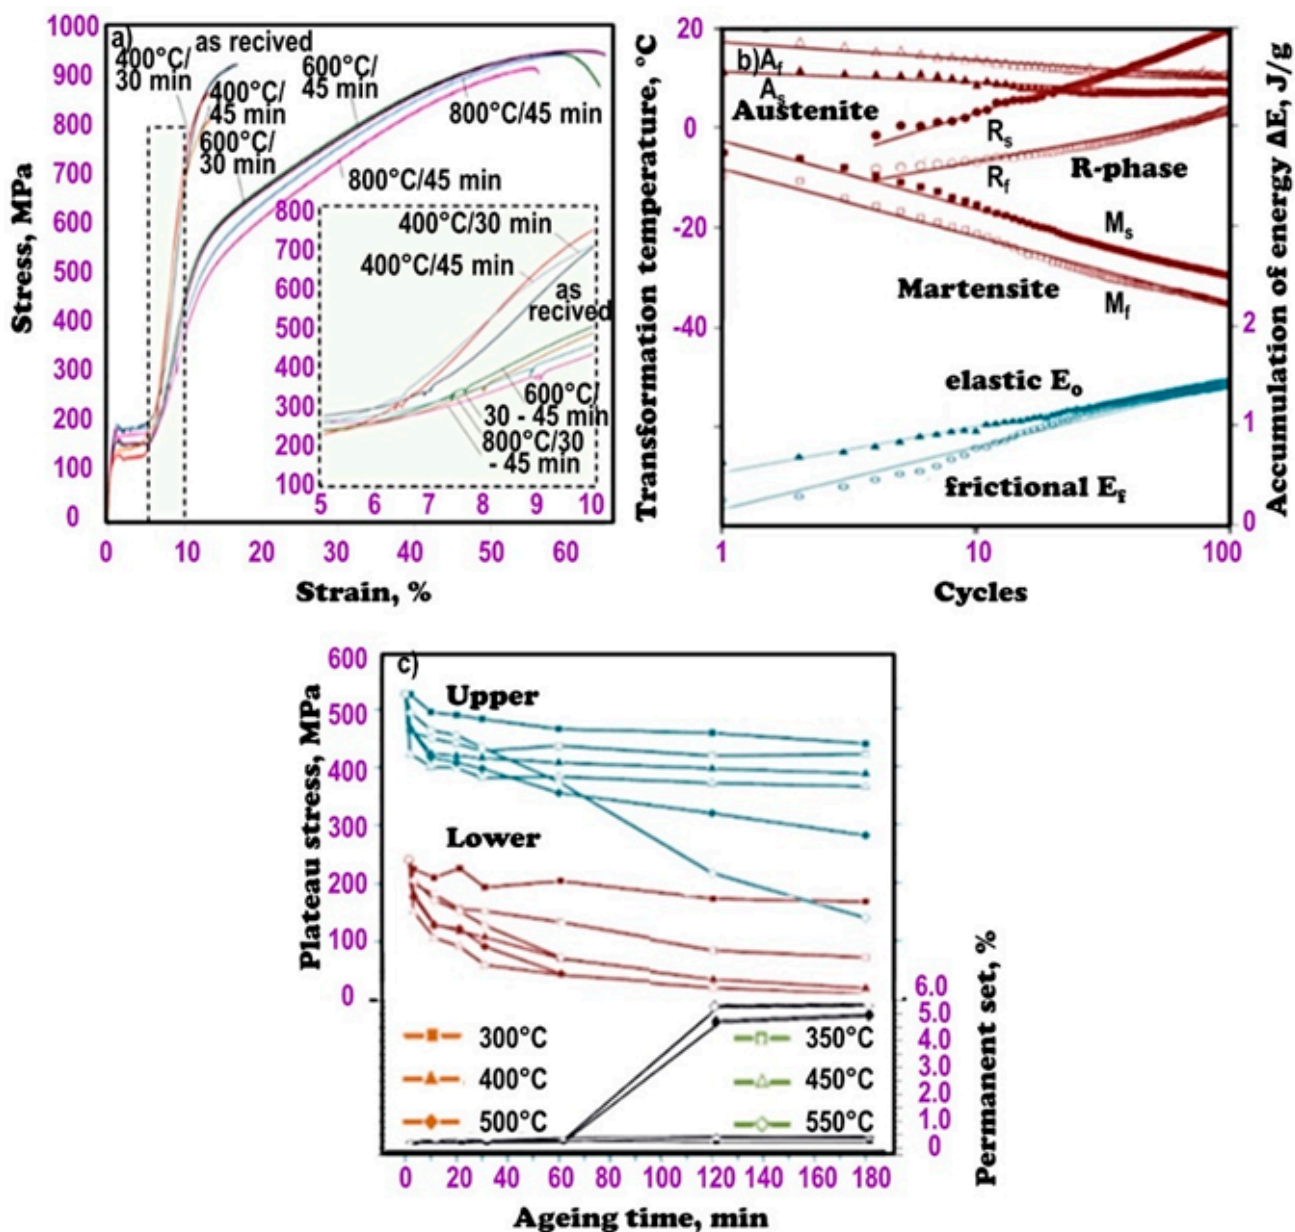 a)
Stress, MPa
1000
900
800
700
600
500
400
300
200
100
0
0
10
20
30
40
50
60
Strain, %
400°C/
30 min
as recived
400°C/
45 min
600°C/
30 min
600°C/
45 min
800°C/45 min
800°C/45 min
800
700
600
500
400
300
200
100
5
6
7
8
9
10
400°C/30 min
400°C/45 min
as
recived
600°C/
30 - 45 min
800°C/30
- 45 min
b)
Transformation temperature, °C
20
0
-20
-40
Accumulation of energy ΔE, J/g
2
1
0
1
10
100
Cycles
Af
As
Austenite
Rs
Rf
R-phase
Ms
Martensite
Mf
elastic Eo
frictional Ef
c)
Plateau stress, MPa
600
500
400
300
200
100
0
Upper
Lower
Permanent set, %
6.0
5.0
4.0
3.0
2.0
1.0
0
300°C
350°C
400°C
450°C
500°C
550°C
0
20
40
60
80
100
120
140
160
180
Ageing time, min